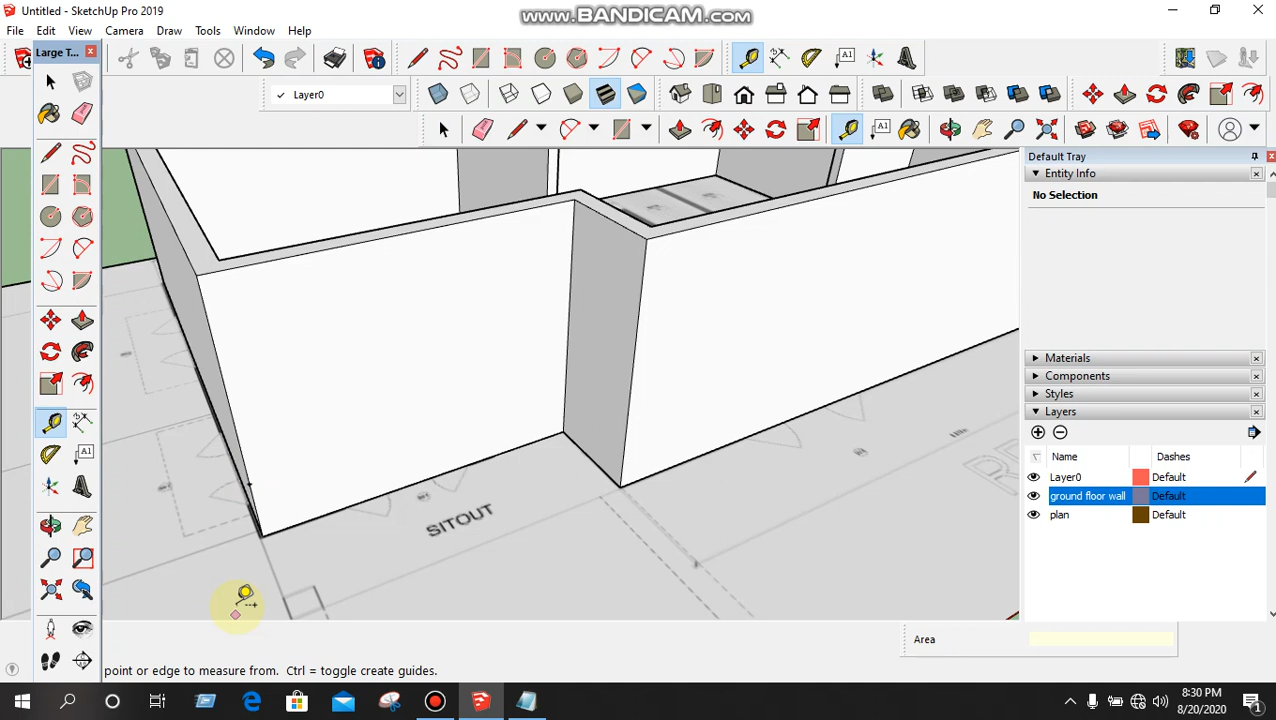 Untitled - SketchUp Pro 2019
www.BANDICAM.com
File Edit View Camera Draw Tools Window Help
Large T...
Layer0
Default Tray
Entity Info
No Selection
Materials
Components
Styles
Layers
Name Dashes
Layer0 Default
ground floor wall Default
plan Default
SITOUT
Area
point or edge to measure from. Ctrl = toggle create guides.
8:30 PM
8/20/2020